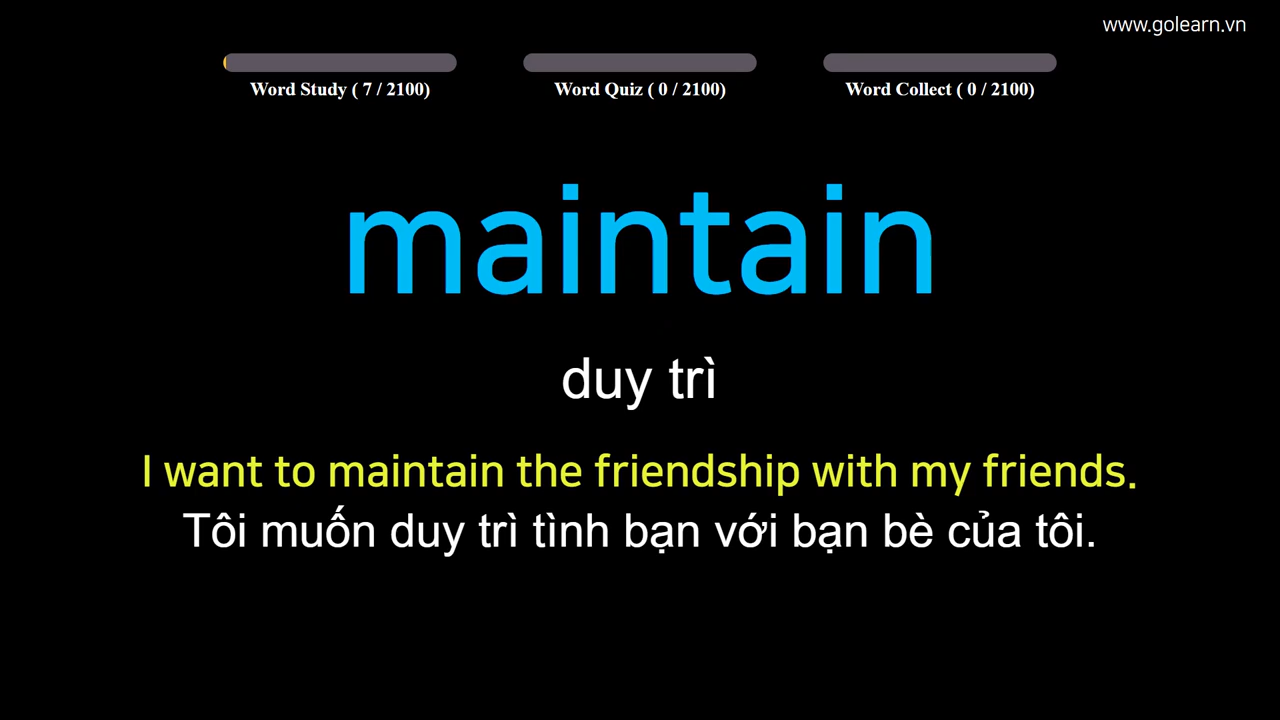 www.golearn.vn
Word Study ( 7 / 2100)
Word Quiz ( 0 / 2100)
Word Collect ( 0 / 2100)
maintain
duy trì
I want to maintain the friendship with my friends.
Tôi muốn duy trì tình bạn với bạn bè của tôi.